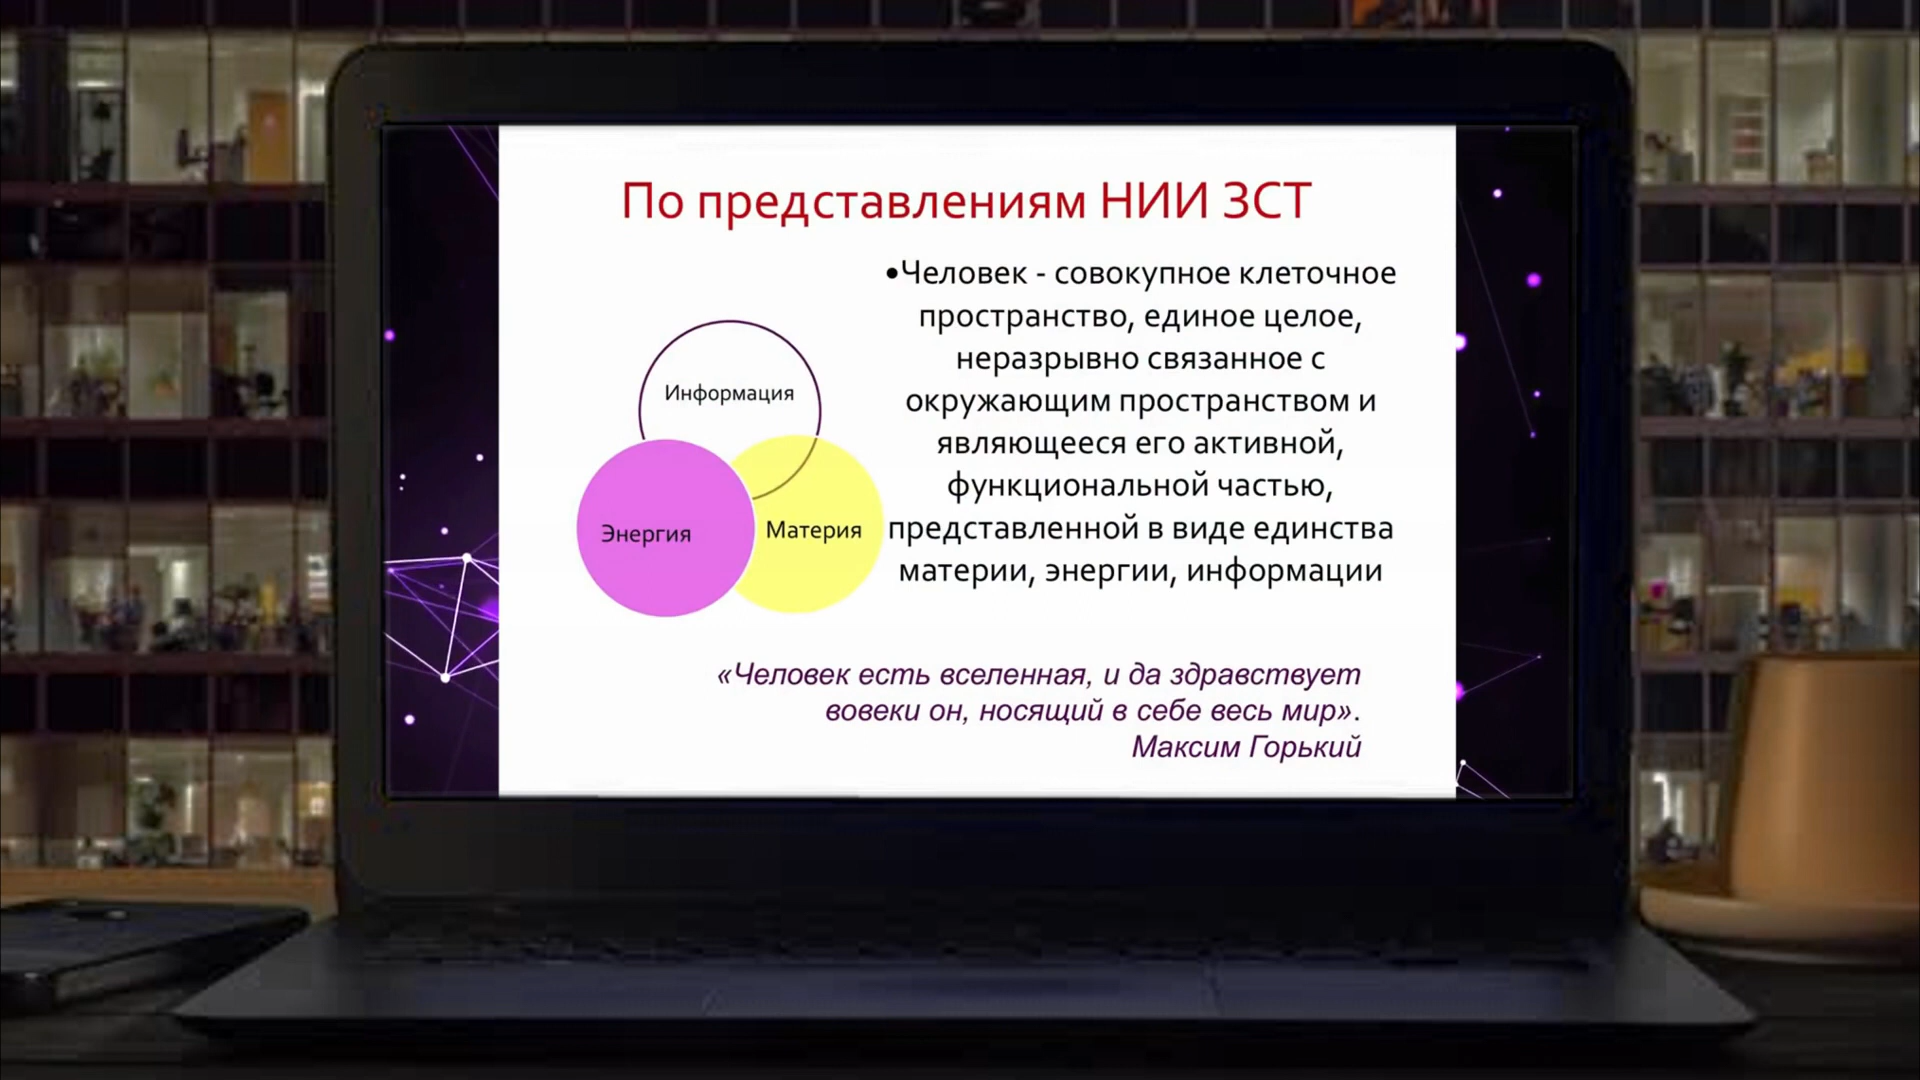 По представлениям НИИ ЗСТ
•Человек - совокупное клеточное
пространство, единое целое,
неразрывно связанное с
окружающим пространством и
являющееся его активной,
функциональной частью,
представленной в виде единства
материи, энергии, информации
Информация
Энергия
Материя
«Человек есть вселенная, и да здравствует
вовеки он, носящий в себе весь мир».
Максим Горький